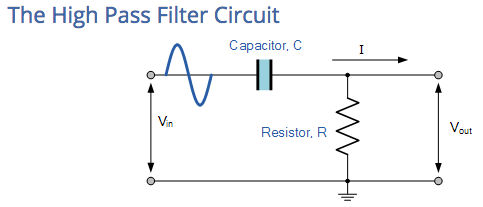 The High Pass Filter Circuit
Capacitor, C
I
Vin
Resistor, R
Vout